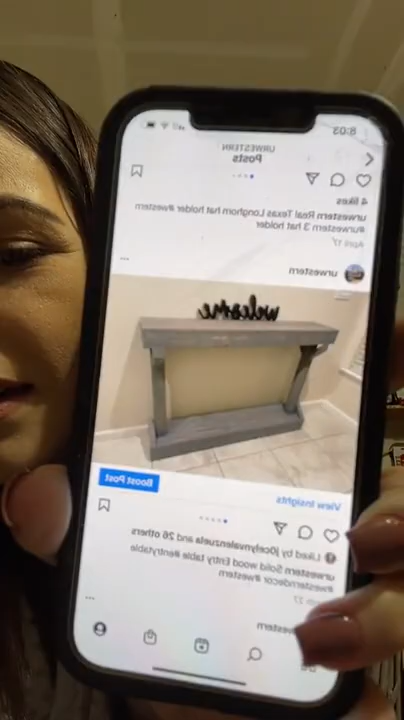 8:03
URWESTERN
Posts
4 likes
urwestern Real Texas Longhorn hat holder #western
#urwestern 3 hat holder
April 17
urwestern
welcome
View Insights
Boost Post
Liked by jocelynvalenzuela and 26 others
urwestern Solid wood Entry table #entrytable
#westerndecor #western
27
western